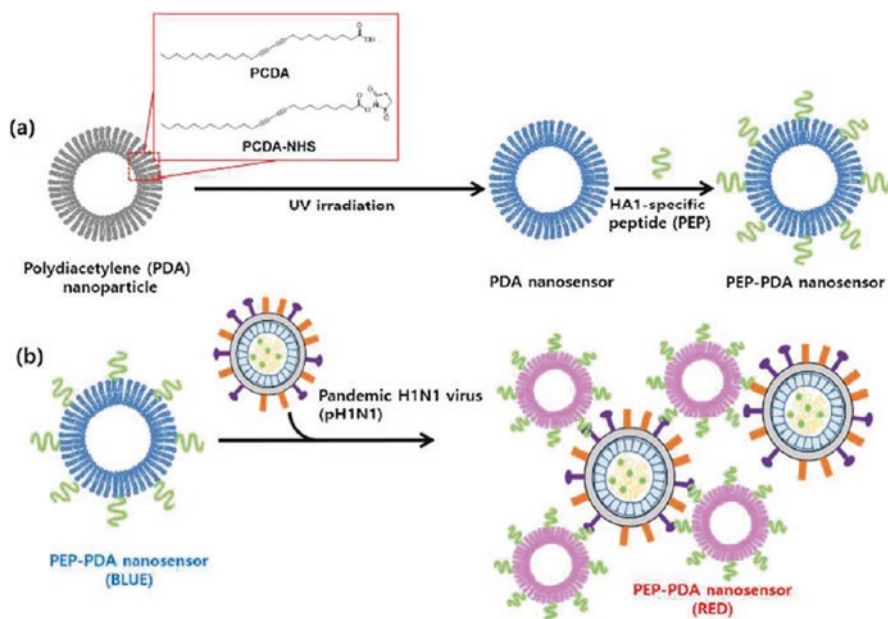 PCDA
PCDA-NHS
(a)
UV irradiation
HA1-specific
peptide (PEP)
Polydiacetylene (PDA)
nanoparticle
PDA nanosensor
PEP-PDA nanosensor
(b)
Pandemic H1N1 virus
(pH1N1)
PEP-PDA nanosensor
(BLUE)
PEP-PDA nanosensor
(RED)